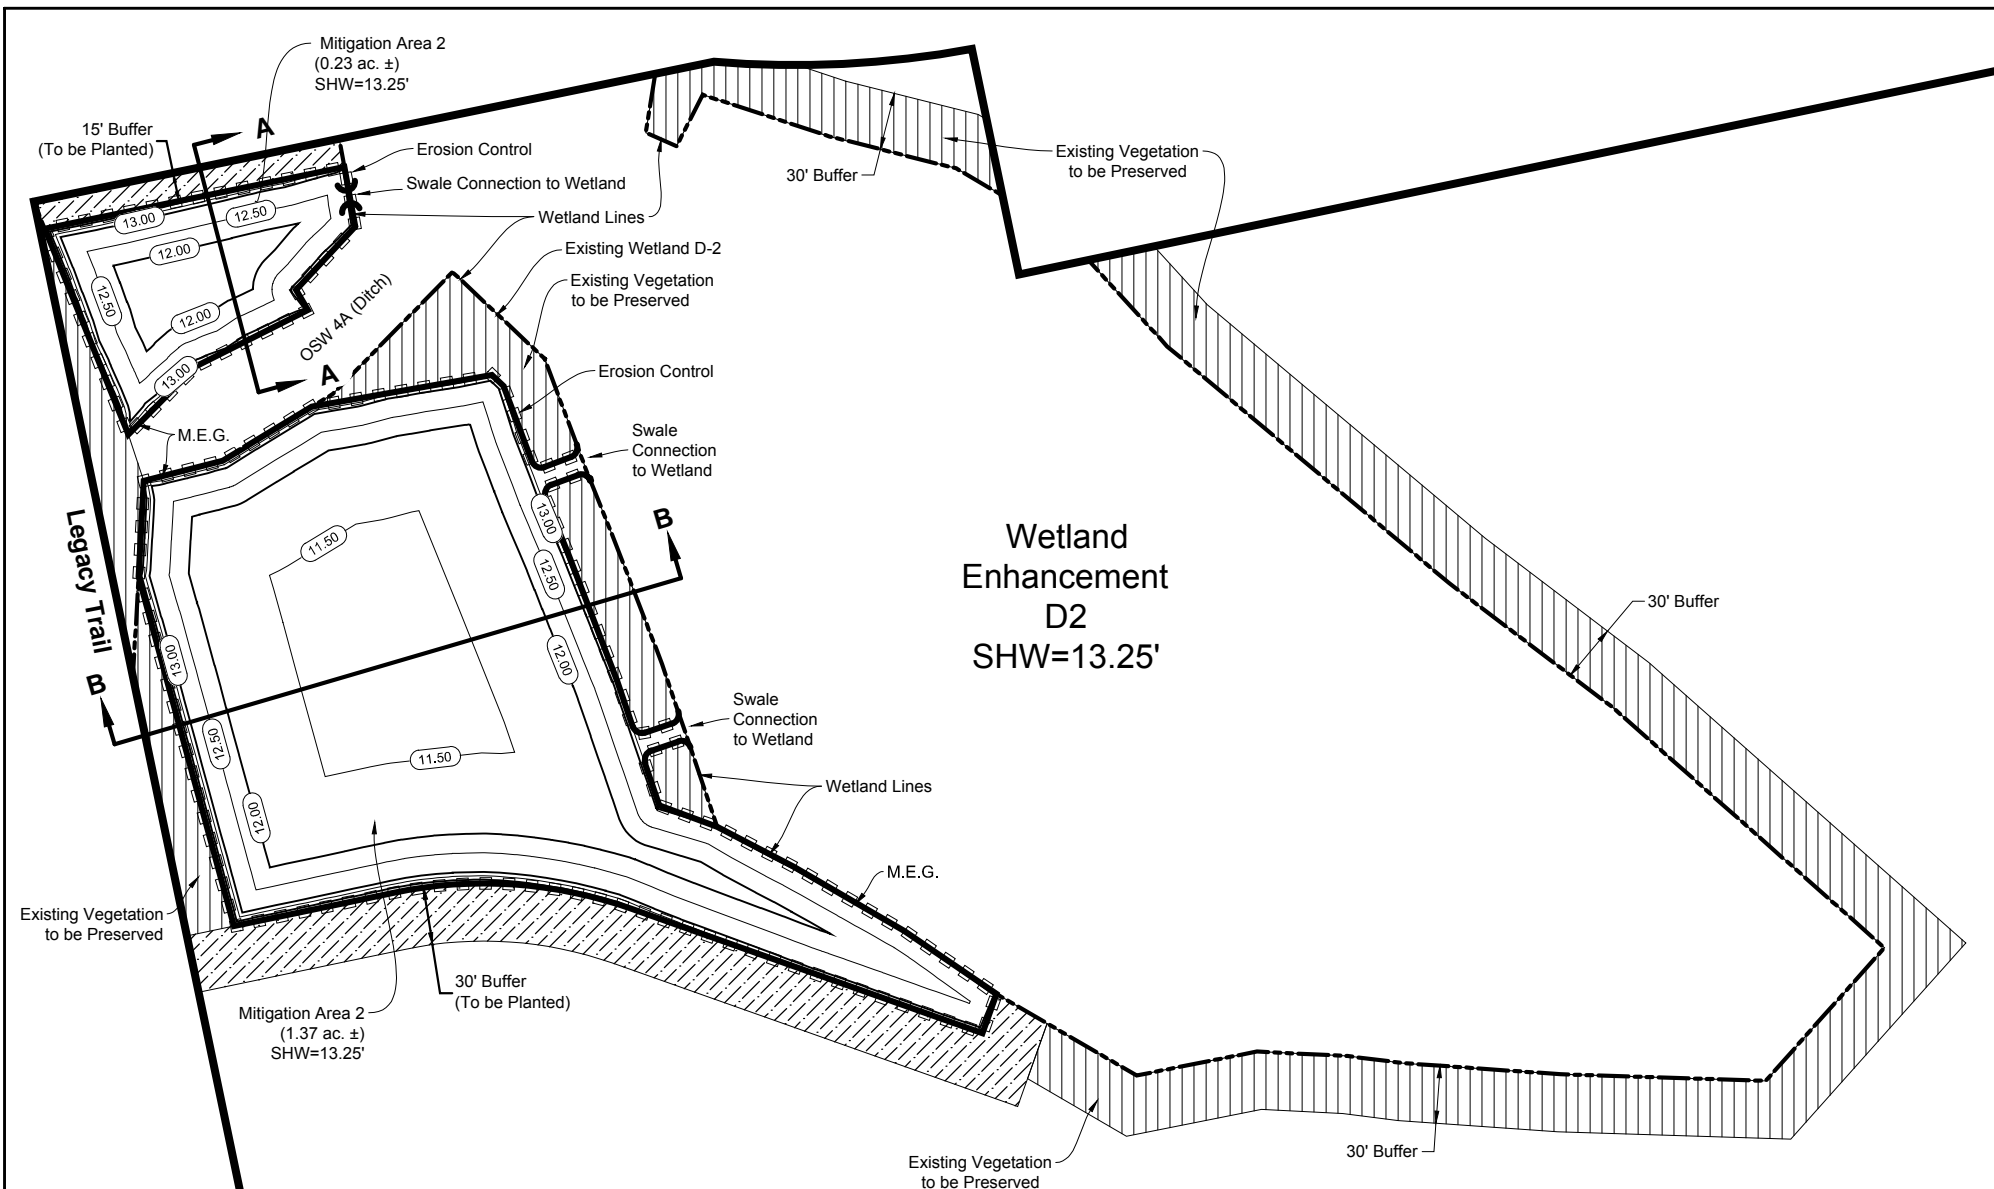 Mitigation Area 2
(0.23 ac. ±)
SHW=13.25'
15' Buffer
(To be Planted)
A
Erosion Control
Swale Connection to Wetland
Wetland Lines
30' Buffer
Existing Vegetation
to be Preserved
13.00
12.50
12.00
12.50
12.00
13.00
OSW 4A (Ditch)
A
Existing Wetland D-2
Existing Vegetation
to be Preserved
Erosion Control
M.E.G.
Swale
Connection
to Wetland
Legacy Trail
B
B
11.50
13.00
12.50
12.00
13.00
12.50
12.00
11.50
Wetland
Enhancement
D2
SHW=13.25'
30' Buffer
Swale
Connection
to Wetland
Wetland Lines
M.E.G.
Existing Vegetation
to be Preserved
30' Buffer
(To be Planted)
Mitigation Area 2
(1.37 ac. ±)
SHW=13.25'
Existing Vegetation
to be Preserved
30' Buffer